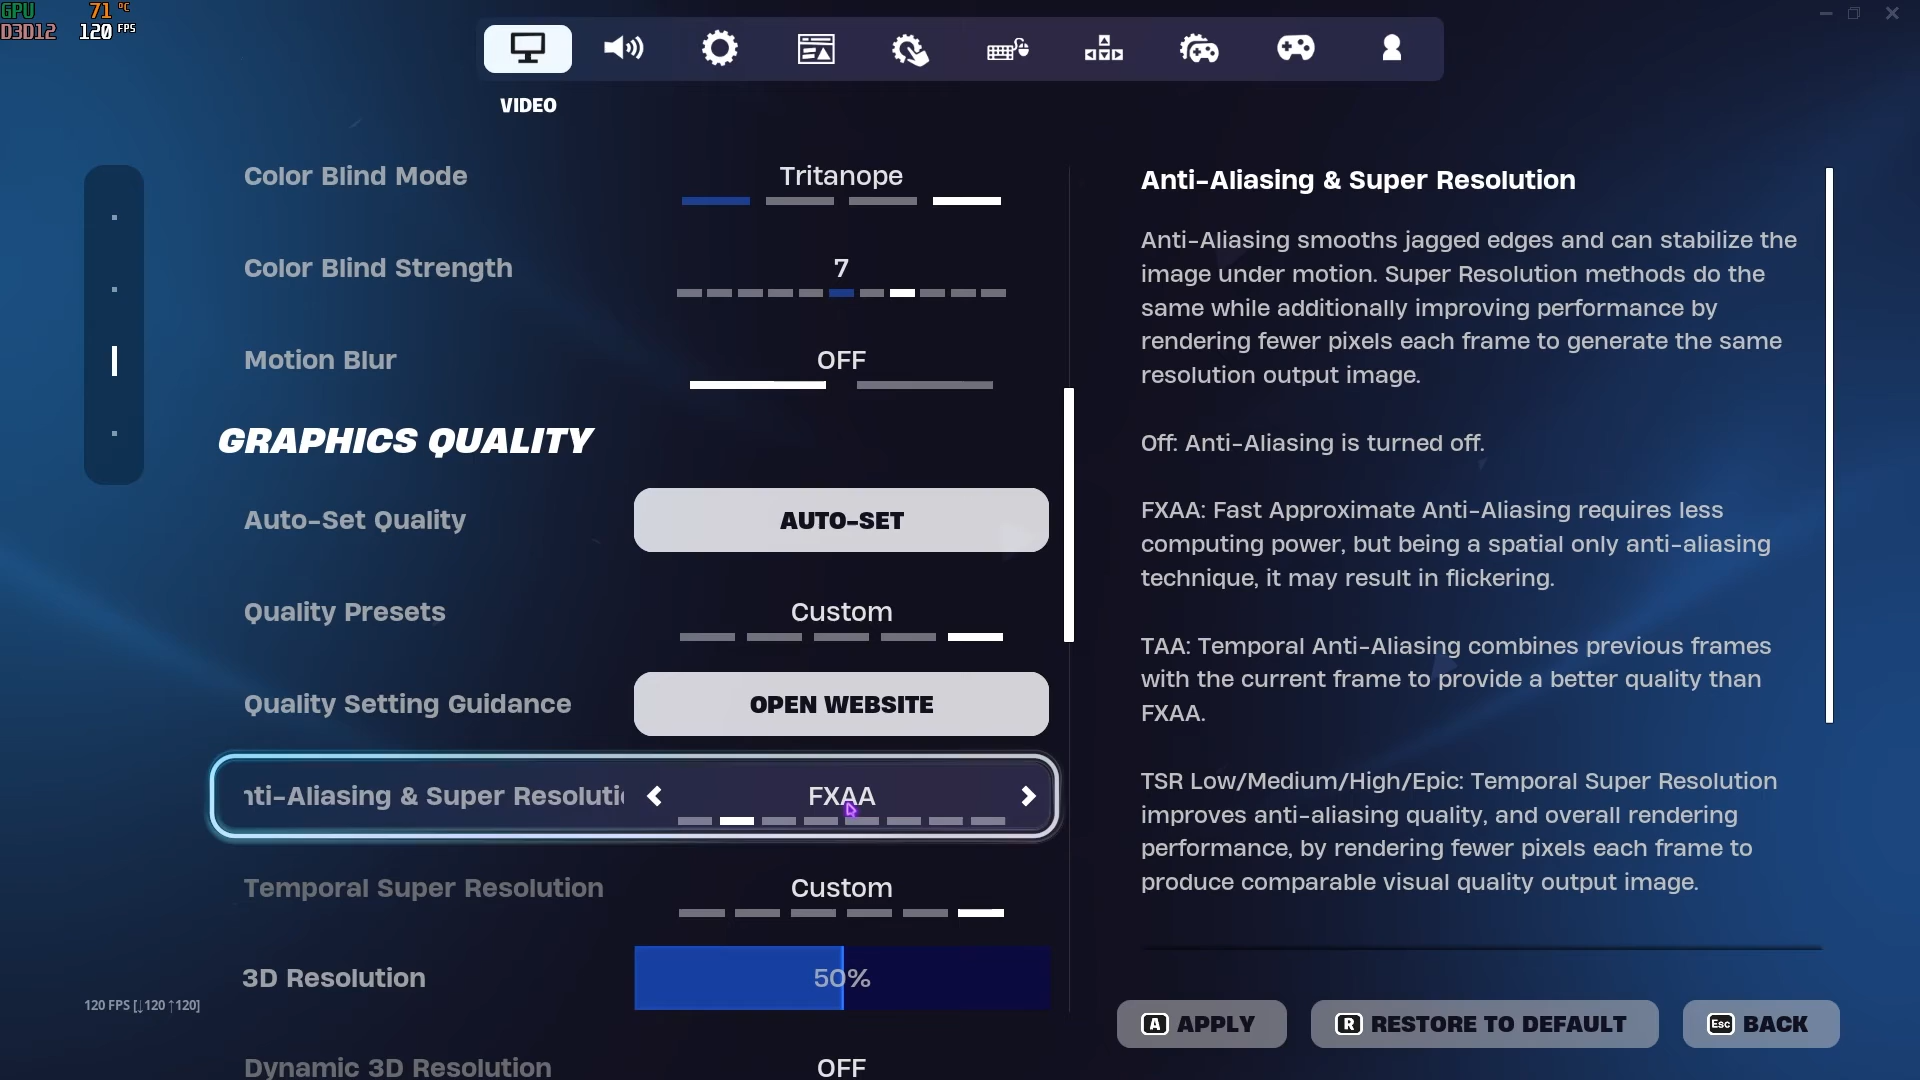 GPU 71 °C
D3D12 120 FPS
VIDEO
Color Blind Mode
Tritanope
Color Blind Strength
7
Motion Blur
OFF
GRAPHICS QUALITY
Auto-Set Quality
AUTO-SET
Quality Presets
Custom
Quality Setting Guidance
OPEN WEBSITE
nti-Aliasing & Super Resolutio
FXAA
Temporal Super Resolution
Custom
3D Resolution
50%
Dynamic 3D Resolution
OFF
120 FPS [↓120 ↑120]
Anti-Aliasing & Super Resolution
Anti-Aliasing smooths jagged edges and can stabilize the
image under motion. Super Resolution methods do the
same while additionally improving performance by
rendering fewer pixels each frame to generate the same
resolution output image.
Off: Anti-Aliasing is turned off.
FXAA: Fast Approximate Anti-Aliasing requires less
computing power, but being a spatial only anti-aliasing
technique, it may result in flickering.
TAA: Temporal Anti-Aliasing combines previous frames
with the current frame to provide a better quality than
FXAA.
TSR Low/Medium/High/Epic: Temporal Super Resolution
improves anti-aliasing quality, and overall rendering
performance, by rendering fewer pixels each frame to
produce comparable visual quality output image.
A APPLY
R RESTORE TO DEFAULT
Esc BACK